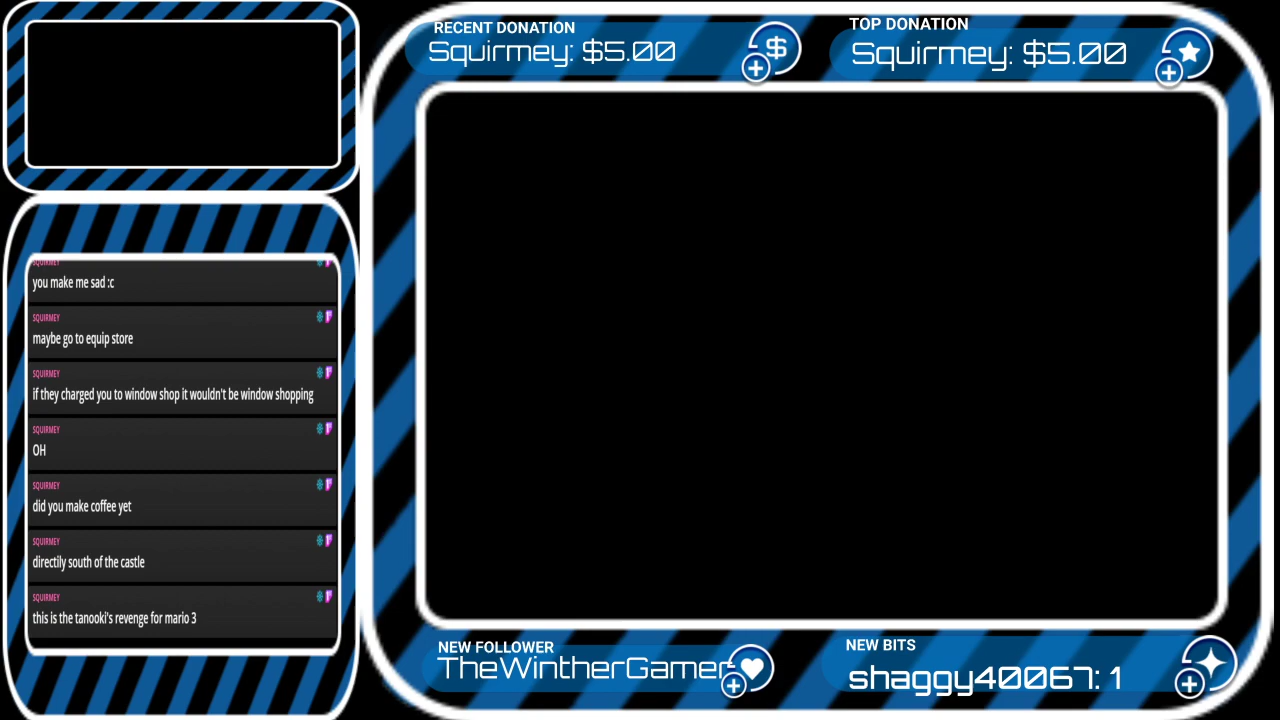 RECENT DONATION
Squirmey: $5.00
TOP DONATION
Squirmey: $5.00
SQUIRMEY
you make me sad :c
SQUIRMEY
maybe go to equip store
SQUIRMEY
if they charged you to window shop it wouldn't be window shopping
SQUIRMEY
OH
SQUIRMEY
did you make coffee yet
SQUIRMEY
directily south of the castle
SQUIRMEY
this is the tanooki's revenge for mario 3
NEW FOLLOWER
TheWintherGamer
NEW BITS
shaggy40067: 1